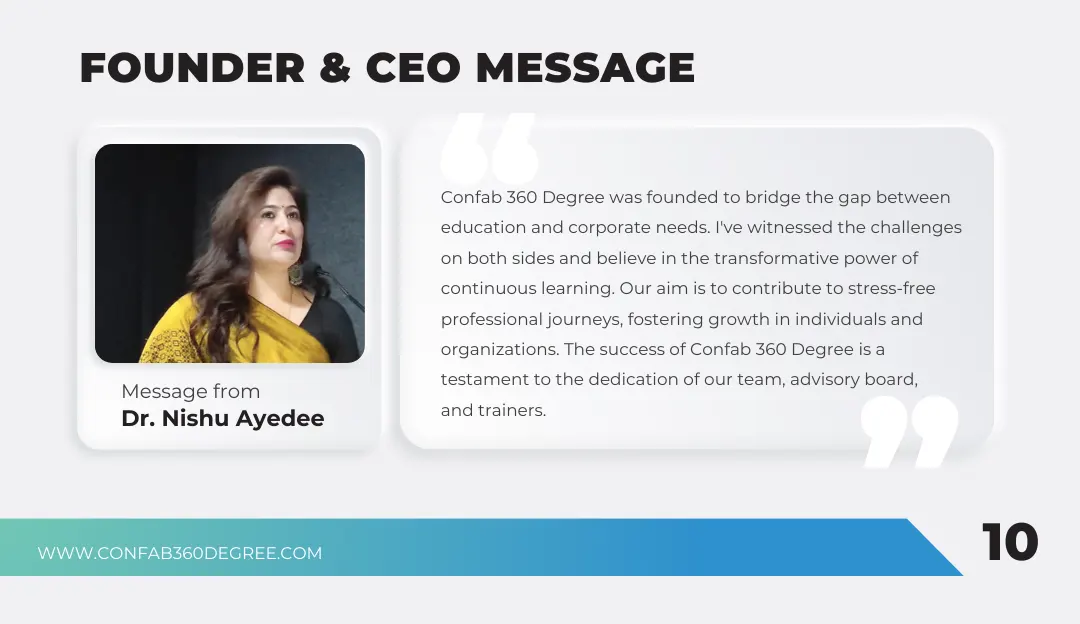 FOUNDER & CEO MESSAGE
Message from
Dr. Nishu Ayedee
Confab 360 Degree was founded to bridge the gap between
education and corporate needs. I've witnessed the challenges
on both sides and believe in the transformative power of
continuous learning. Our aim is to contribute to stress-free
professional journeys, fostering growth in individuals and
organizations. The success of Confab 360 Degree is a
testament to the dedication of our team, advisory board,
and trainers.
WWW.CONFAB360DEGREE.COM
10